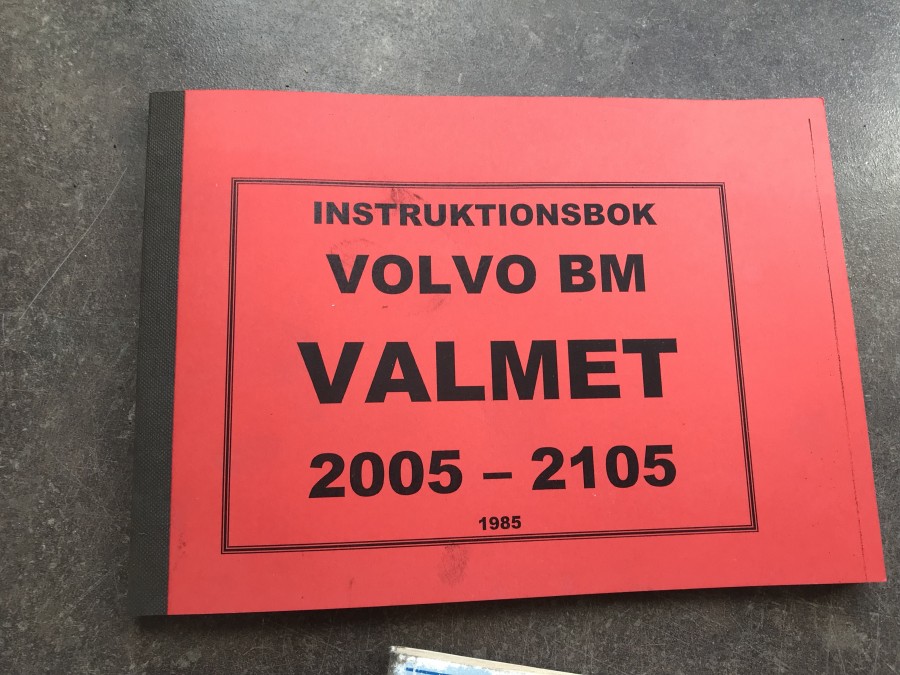 INSTRUKTIONSBOK
VOLVO BM
VALMET
2005 – 2105
1985